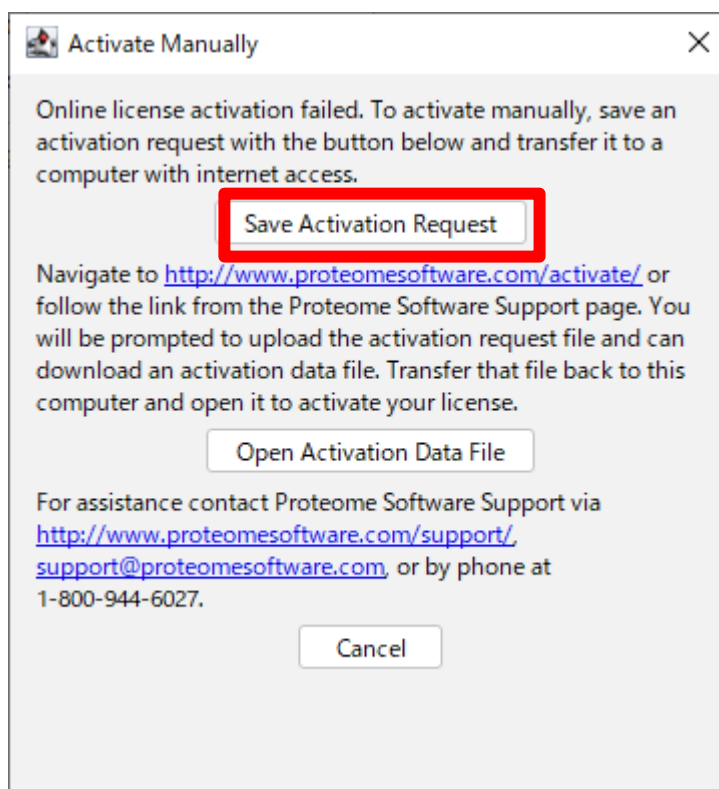 Activate Manually
Online license activation failed. To activate manually, save an
activation request with the button below and transfer it to a
computer with internet access.
Save Activation Request
Navigate to http://www.proteomesoftware.com/activate/ or
follow the link from the Proteome Software Support page. You
will be prompted to upload the activation request file and can
download an activation data file. Transfer that file back to this
computer and open it to activate your license.
Open Activation Data File
For assistance contact Proteome Software Support via
http://www.proteomesoftware.com/support/,
support@proteomesoftware.com, or by phone at
1-800-944-6027.
Cancel